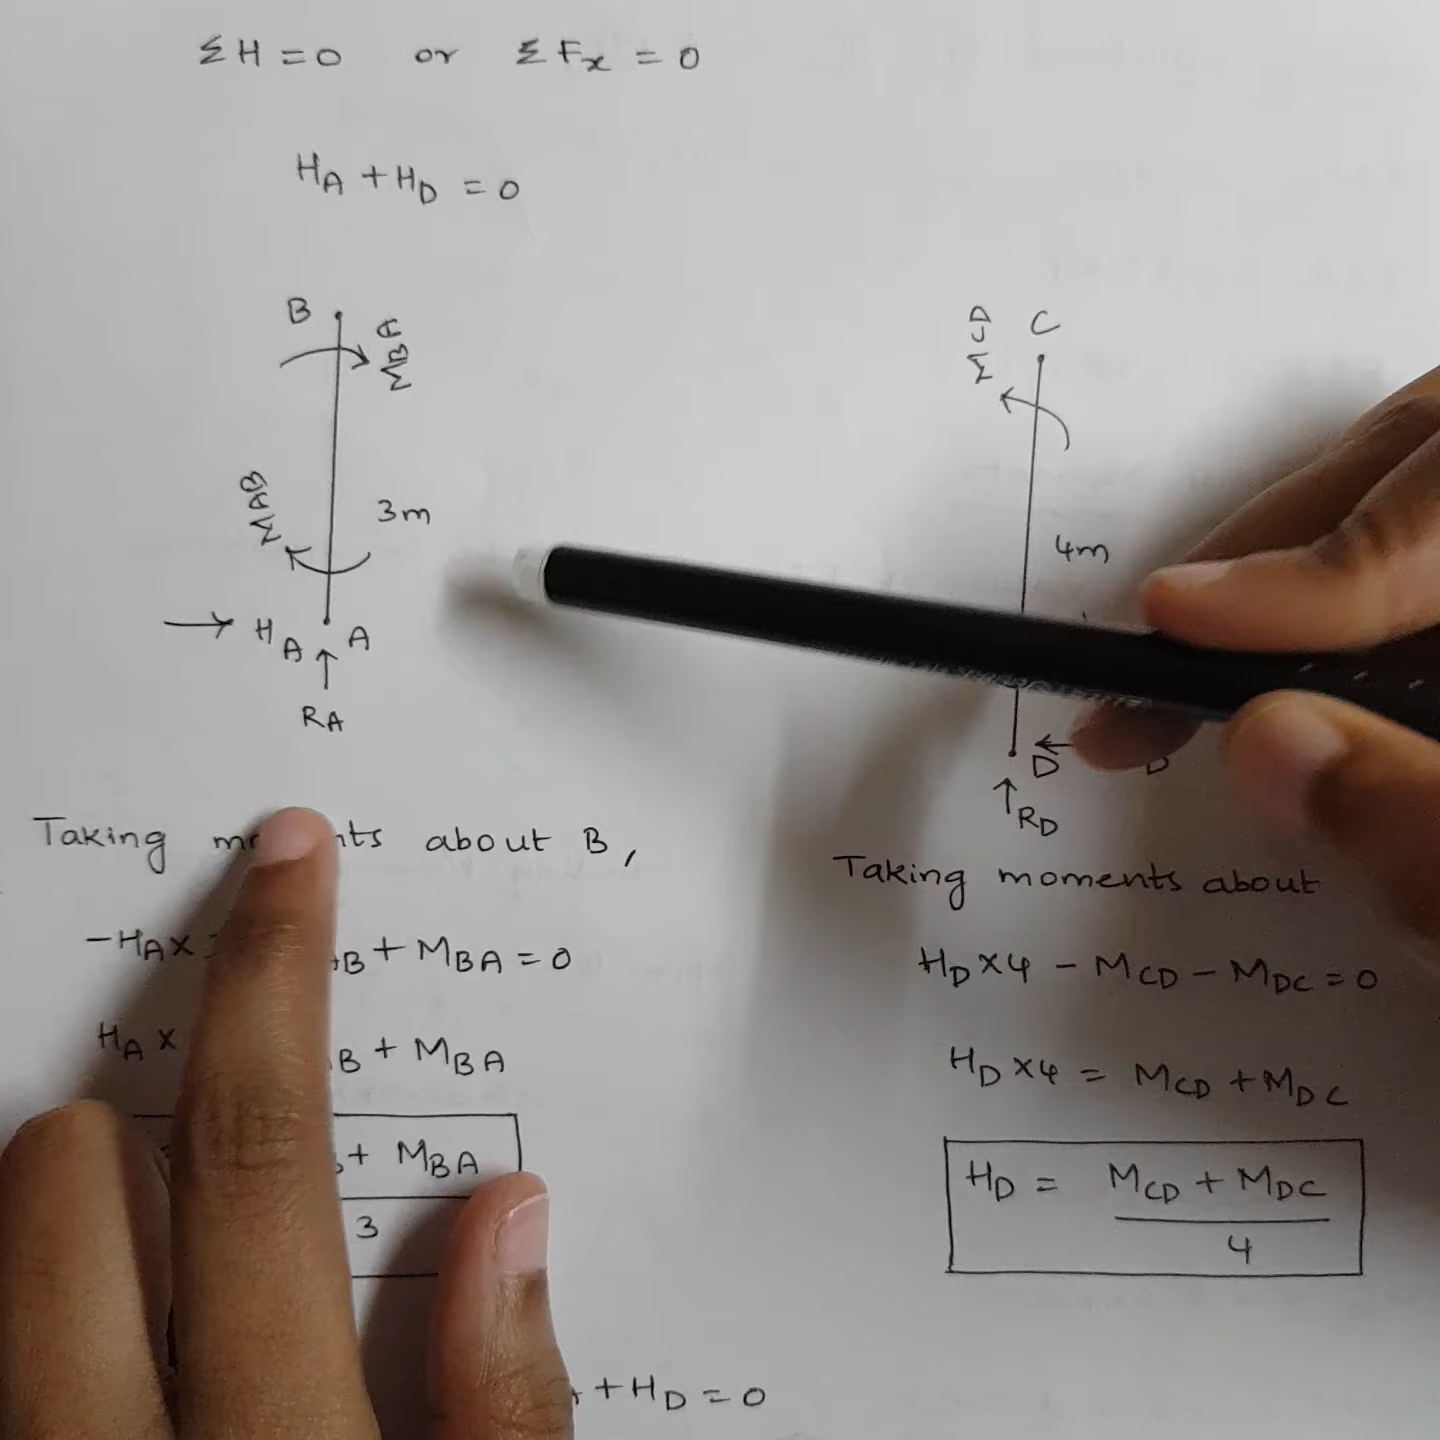 ΣH = 0 or ΣFx = 0
HA + HD = 0
B
MBA
MAB
3m
HA A
RA
MCD
C
4m
D D
RD
Taking about B,
-HA× B + MBA = 0
HA × B + MBA
+ MBA
3
Taking moments about
HD×4 - MCD - MDC = 0
HD×4 = MCD + MDC
HD = MCD + MDC
4
+ HD = 0